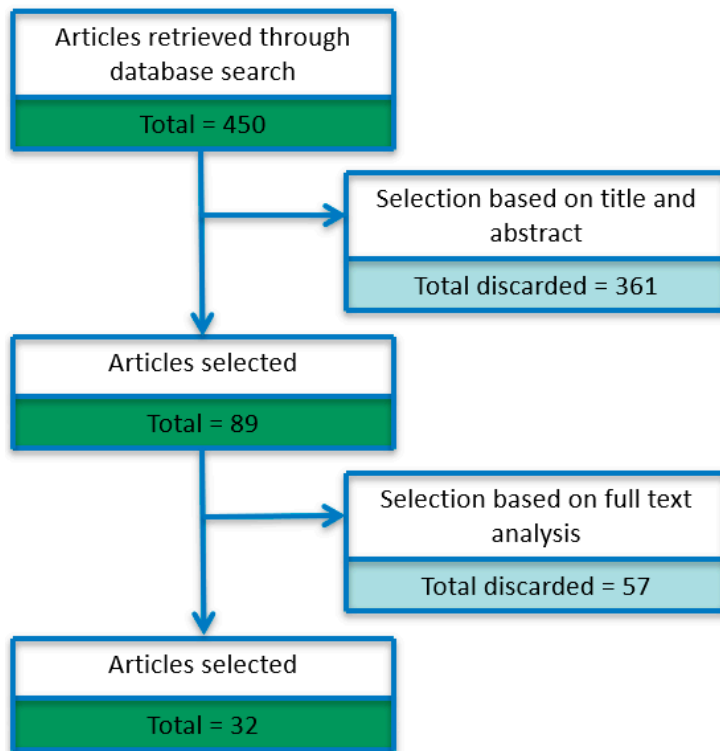 Articles retrieved through
database search
Total = 450
Selection based on title and
abstract
Total discarded = 361
Articles selected
Total = 89
Selection based on full text
analysis
Total discarded = 57
Articles selected
Total = 32